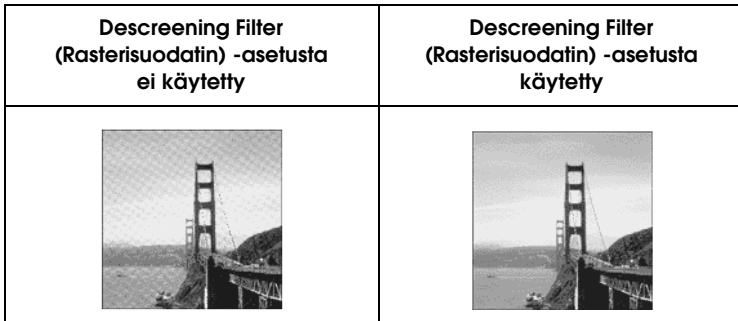 Descreening Filter
(Rasterisuodatin) -asetusta
ei käytetty
Descreening Filter
(Rasterisuodatin) -asetusta
käytetty